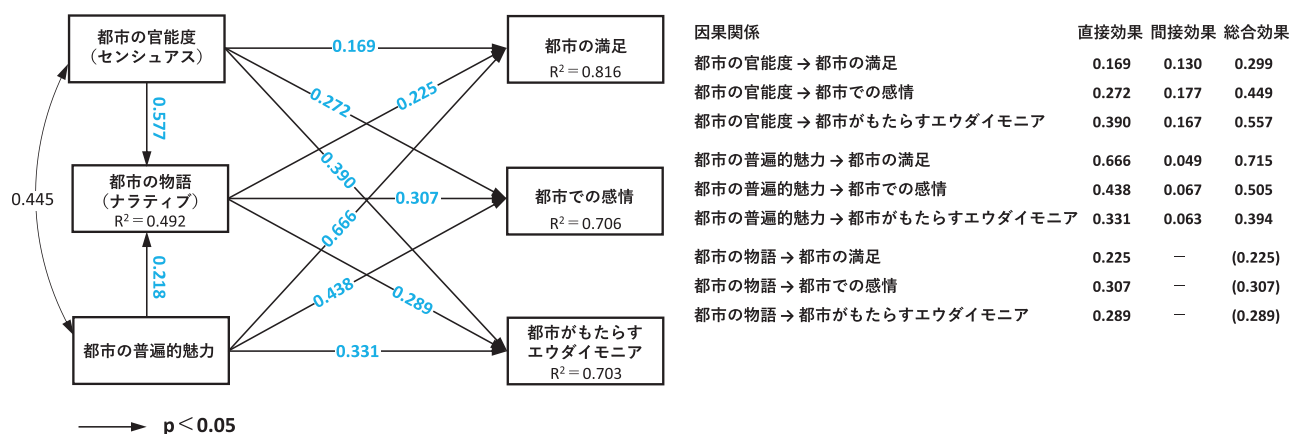 都市の官能度
（センシュアス）
0.577
都市の物語
（ナラティブ）
R²＝0.492
0.445
0.218
都市の普遍的魅力
0.169
0.225
0.272
0.390
0.307
0.666
0.438
0.289
0.331
都市の満足
R²＝0.816
都市での感情
R²＝0.706
都市がもたらす
エウダイモニア
R²＝0.703
p＜0.05
因果関係 直接効果 間接効果 総合効果
都市の官能度→都市の満足 0.169 0.130 0.299
都市の官能度→都市での感情 0.272 0.177 0.449
都市の官能度→都市がもたらすエウダイモニア 0.390 0.167 0.557
都市の普遍的魅力→都市の満足 0.666 0.049 0.715
都市の普遍的魅力→都市での感情 0.438 0.067 0.505
都市の普遍的魅力→都市がもたらすエウダイモニア 0.331 0.063 0.394
都市の物語→都市の満足 0.225 － (0.225)
都市の物語→都市での感情 0.307 － (0.307)
都市の物語→都市がもたらすエウダイモニア 0.289 － (0.289)